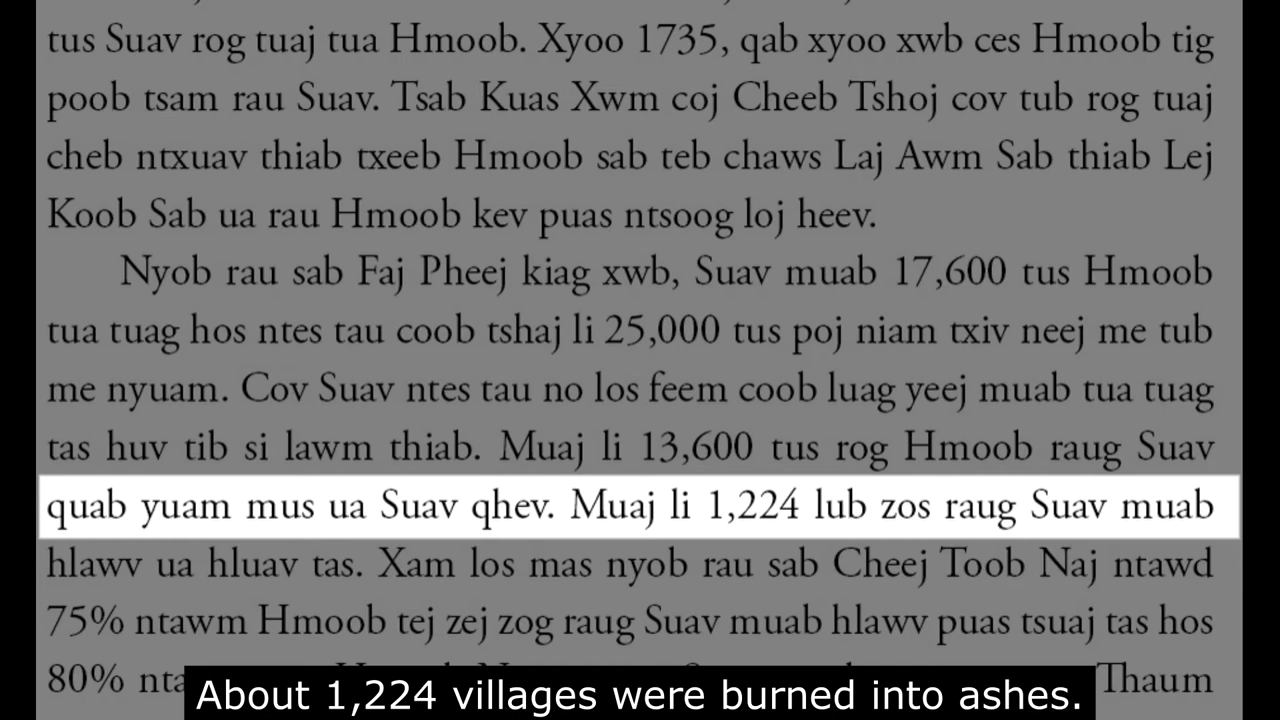 tus Suav rog tuaj tua Hmoob. Xyoo 1735, qab xyoo xwb ces Hmoob tig
poob tsam rau Suav. Tsab Kuas Xwm coj Cheeb Tshoj cov tub rog tuaj
cheb ntxuav thiab txeeb Hmoob sab teb chaws Laj Awm Sab thiab Lej
Koob Sab ua rau Hmoob kev puas ntsoog loj heev.
Nyob rau sab Faj Pheej kiag xwb, Suav muab 17,600 tus Hmoob
tua tuag hos ntes tau coob tshaj li 25,000 tus poj niam txiv neej me tub
me nyuam. Cov Suav ntes tau no los feem coob luag yeej muab tua tuag
tas huv tib si lawm thiab. Muaj li 13,600 tus rog Hmoob raug Suav
quab yuam mus ua Suav qhev. Muaj li 1,224 lub zos raug Suav muab
hlawv ua hluav tas. Xam los mas nyob rau sab Cheej Toob Naj ntawd
75% ntawm Hmoob tej zej zog raug Suav muab hlawv puas tsuaj tas hos
80% Thaum
About 1,224 villages were burned into ashes.